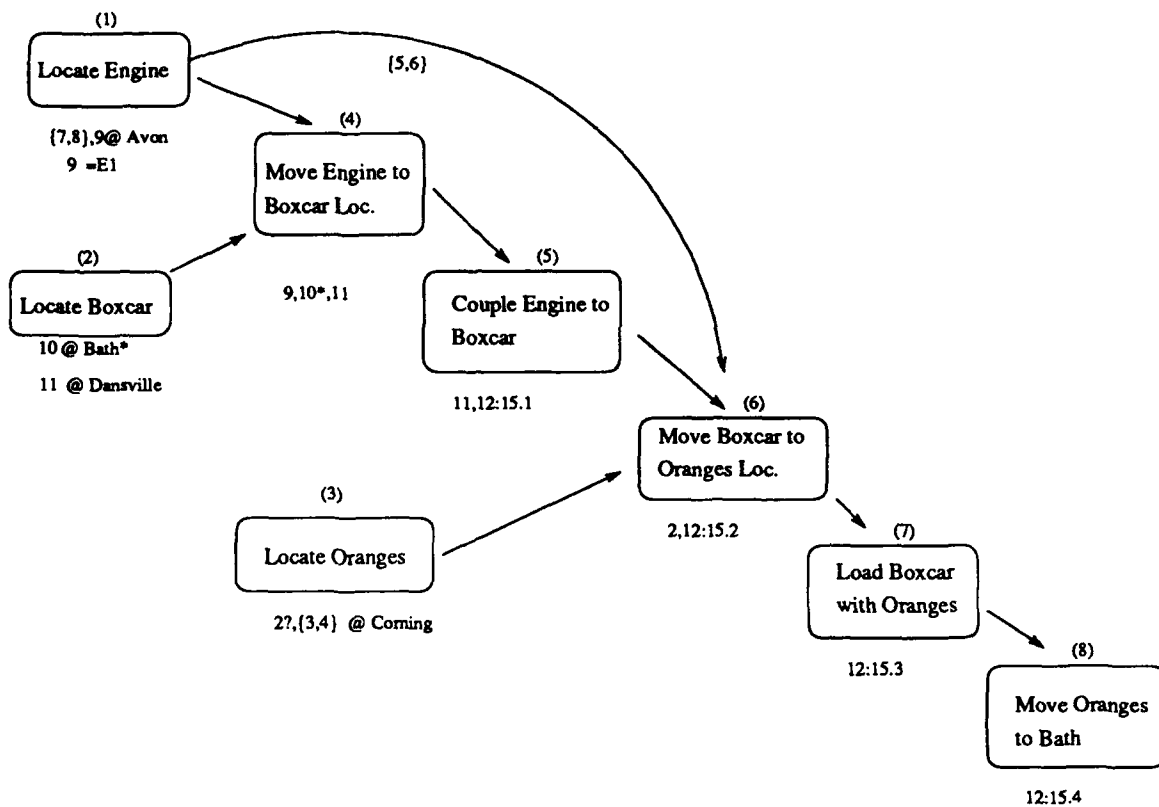 (1)
Locate Engine
{7,8},9@ Avon
9 =E1
{5,6}
(4)
Move Engine to
Boxcar Loc.
9,10*,11
(2)
Locate Boxcar
10 @ Bath*
11 @ Dansville
(5)
Couple Engine to
Boxcar
11,12:15.1
(6)
Move Boxcar to
Oranges Loc.
2,12:15.2
(3)
Locate Oranges
2?,{3,4} @ Corning
(7)
Load Boxcar
with Oranges
12:15.3
(8)
Move Oranges
to Bath
12:15.4